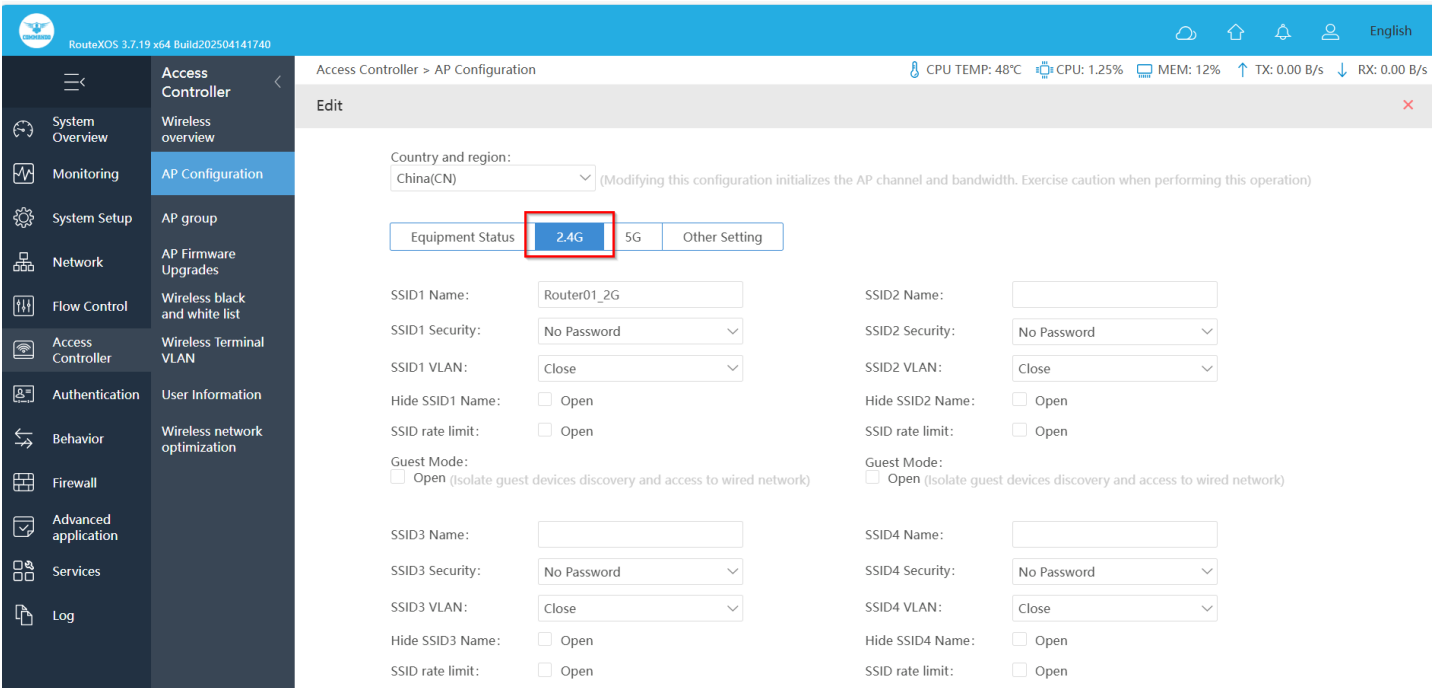 COMMANDO
RouteXOS 3.7.19 x64 Build202504141740
English
Access Controller
Access Controller > AP Configuration
CPU TEMP: 48℃ CPU: 1.25% MEM: 12% TX: 0.00 B/s RX: 0.00 B/s
Edit
System Overview
Monitoring
System Setup
Network
Flow Control
Access Controller
Authentication
Behavior
Firewall
Advanced application
Services
Log
Wireless overview
AP Configuration
AP group
AP Firmware Upgrades
Wireless black and white list
Wireless Terminal VLAN
User Information
Wireless network optimization
Country and region:
China(CN) (Modifying this configuration initializes the AP channel and bandwidth. Exercise caution when performing this operation)
Equipment Status 2.4G 5G Other Setting
SSID1 Name: Router01_2G SSID2 Name:
SSID1 Security: No Password SSID2 Security: No Password
SSID1 VLAN: Close SSID2 VLAN: Close
Hide SSID1 Name: Open Hide SSID2 Name: Open
SSID rate limit: Open SSID rate limit: Open
Guest Mode: Guest Mode:
Open (Isolate guest devices discovery and access to wired network) Open (Isolate guest devices discovery and access to wired network)
SSID3 Name: SSID4 Name:
SSID3 Security: No Password SSID4 Security: No Password
SSID3 VLAN: Close SSID4 VLAN: Close
Hide SSID3 Name: Open Hide SSID4 Name: Open
SSID rate limit: Open SSID rate limit: Open